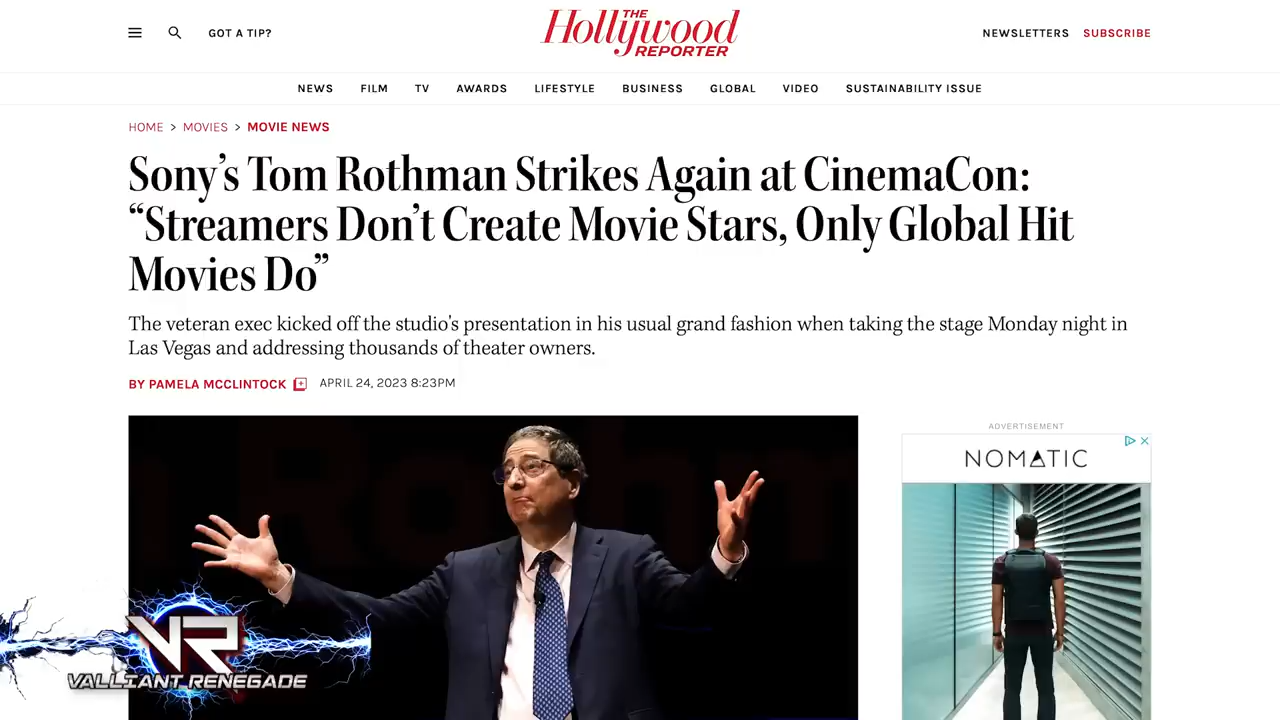 GOT A TIP?
THE
Hollywood
REPORTER
NEWSLETTERS SUBSCRIBE
NEWS FILM TV AWARDS LIFESTYLE BUSINESS GLOBAL VIDEO SUSTAINABILITY ISSUE
HOME > MOVIES > MOVIE NEWS
Sony's Tom Rothman Strikes Again at CinemaCon:
“Streamers Don't Create Movie Stars, Only Global Hit
Movies Do”
The veteran exec kicked off the studio's presentation in his usual grand fashion when taking the stage Monday night in
Las Vegas and addressing thousands of theater owners.
BY PAMELA MCCLINTOCK APRIL 24, 2023 8:23PM
ADVERTISEMENT
NOMATIC
VR
VALLIANT RENEGADE